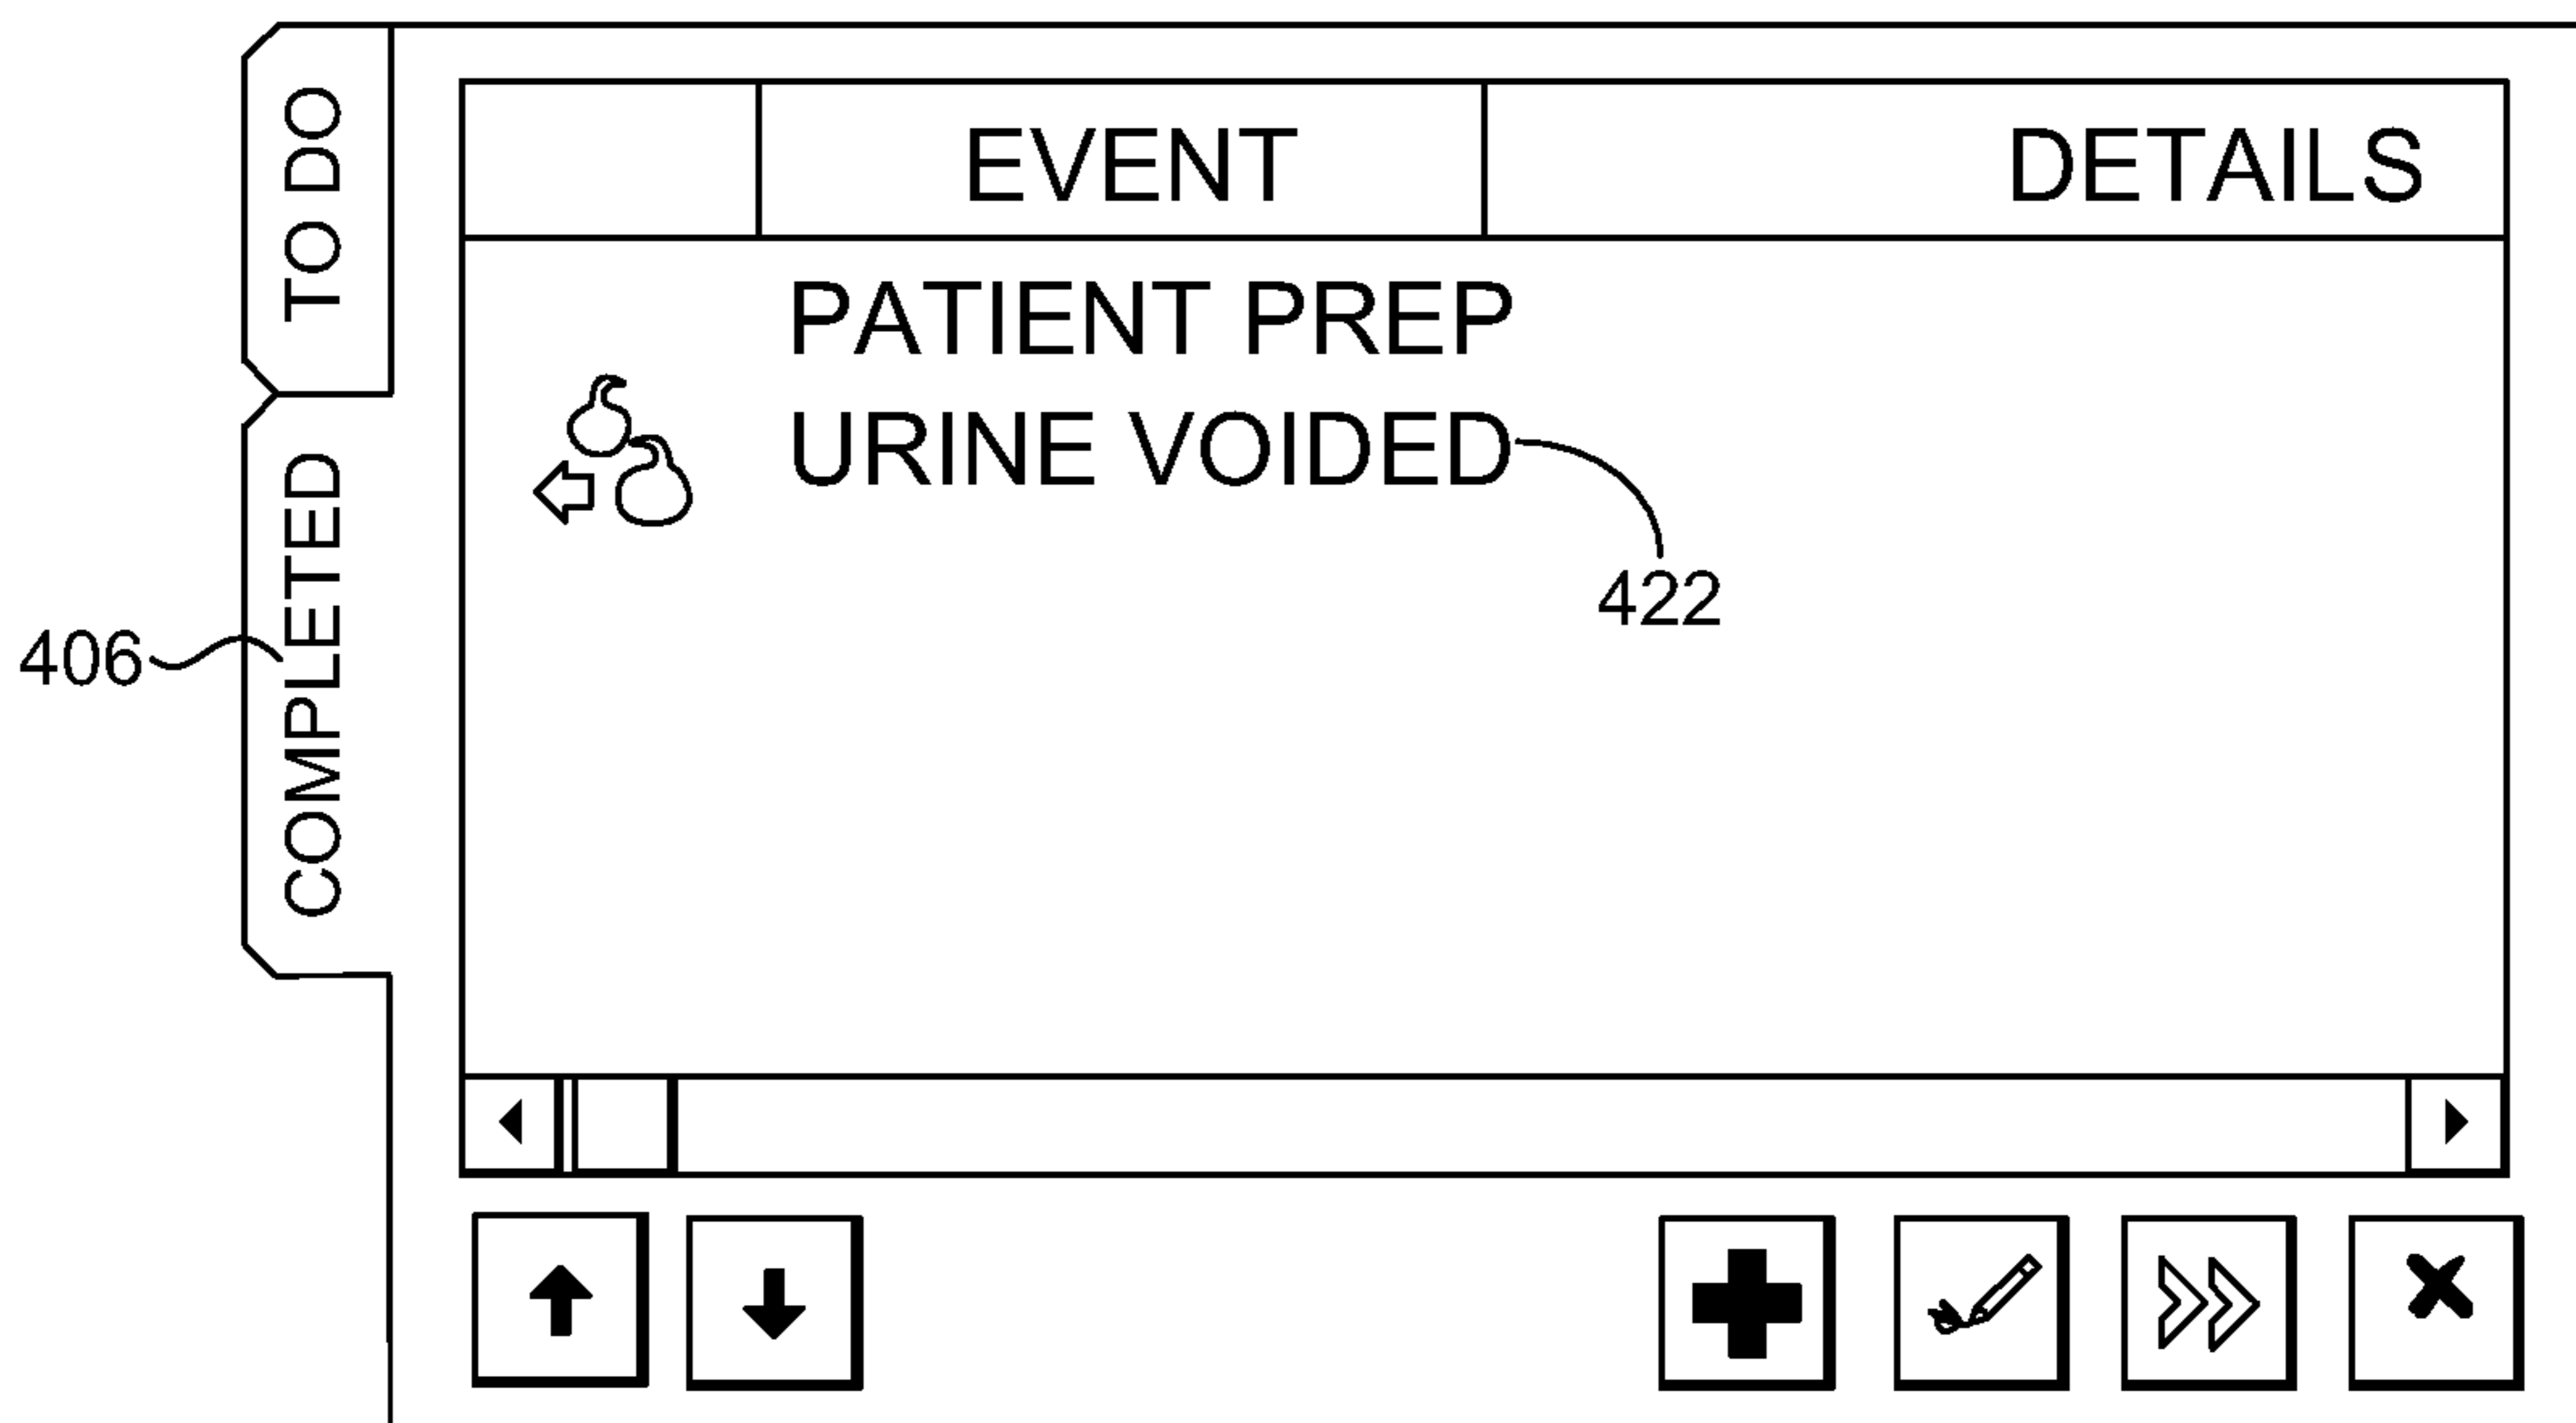 TO DO
COMPLETED
406
EVENT DETAILS
PATIENT PREP
URINE VOIDED
422